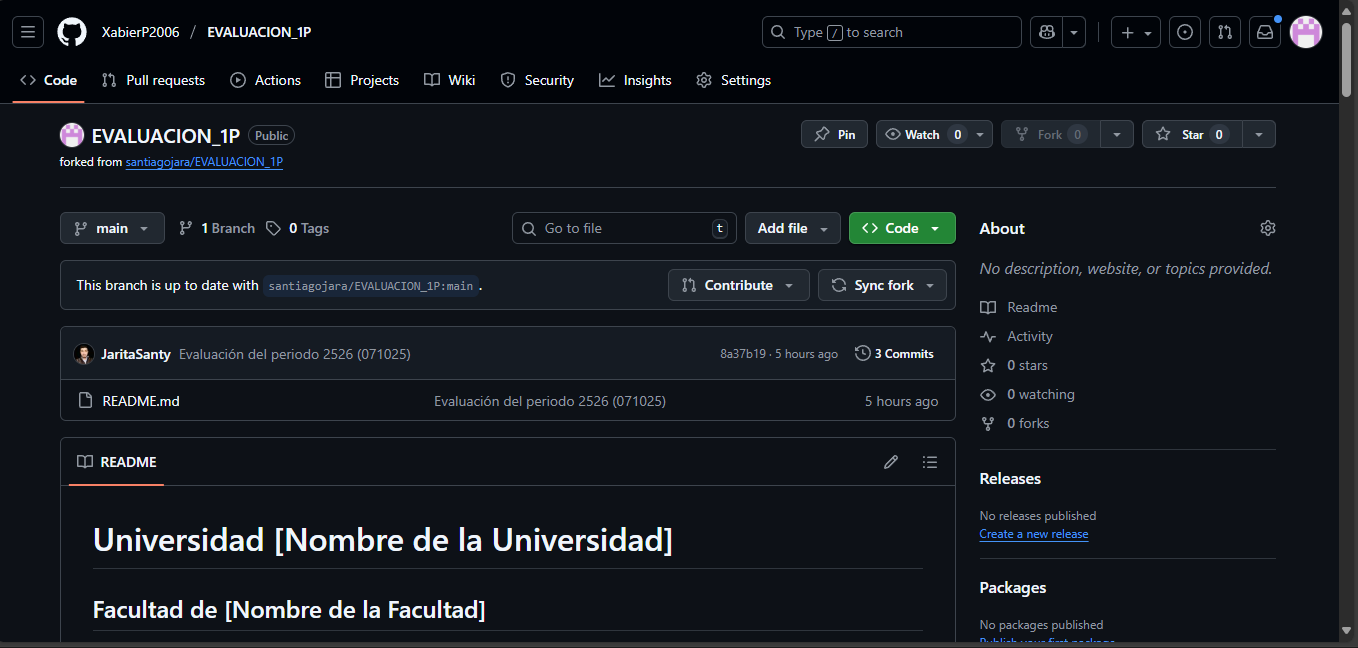 XabierP2006 / EVALUACION_1P
Type / to search
Code Pull requests Actions Projects Wiki Security Insights Settings
EVALUACION_1P Public
Pin Watch 0 Fork 0 Star 0
forked from santiagojara/EVALUACION_1P
main 1 Branch 0 Tags
Go to file t Add file Code
This branch is up to date with santiagojara/EVALUACION_1P:main .
Contribute Sync fork
JaritaSanty Evaluación del periodo 2526 (071025) 8a37b19 · 5 hours ago 3 Commits
README.md Evaluación del periodo 2526 (071025) 5 hours ago
README
Universidad [Nombre de la Universidad]
Facultad de [Nombre de la Facultad]
About
No description, website, or topics provided.
Readme
Activity
0 stars
0 watching
0 forks
Releases
No releases published
Create a new release
Packages
No packages published
Publish your first package